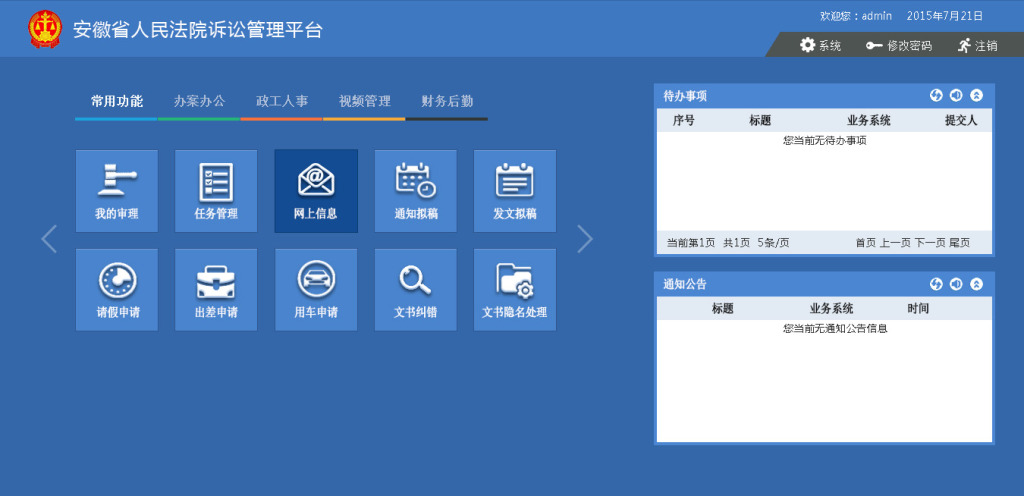 安徽省人民法院诉讼管理平台
欢迎您：admin 2015年7月21日
系统 修改密码 注销
常用功能 办案办公 政工人事 视频管理 财务后勤
我的审理 任务管理 网上信息 通知拟稿 发文拟稿
请假申请 出差申请 用车申请 文书纠错 文书隐名处理
待办事项
序号 标题 业务系统 提交人
您当前无待办事项
当前第1页 共1页 5条/页 首页 上一页 下一页 尾页
通知公告
标题 业务系统 时间
您当前无通知公告信息